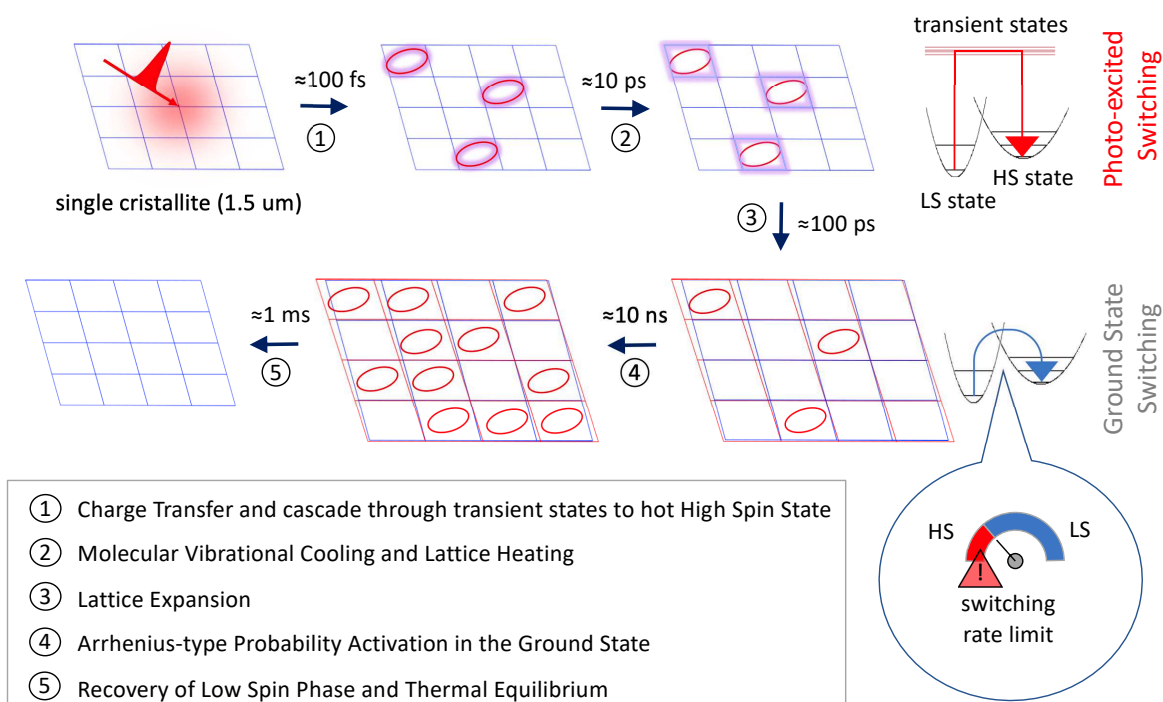 transient states
≈100 fs
≈10 ps
1
2
LS state
HS state
Photo-excited
Switching
single cristallite (1.5 um)
3
≈100 ps
≈1 ms
≈10 ns
5
4
Ground State
Switching
HS
LS
!
switching
rate limit
1 Charge Transfer and cascade through transient states to hot High Spin State
2 Molecular Vibrational Cooling and Lattice Heating
3 Lattice Expansion
4 Arrhenius-type Probability Activation in the Ground State
5 Recovery of Low Spin Phase and Thermal Equilibrium